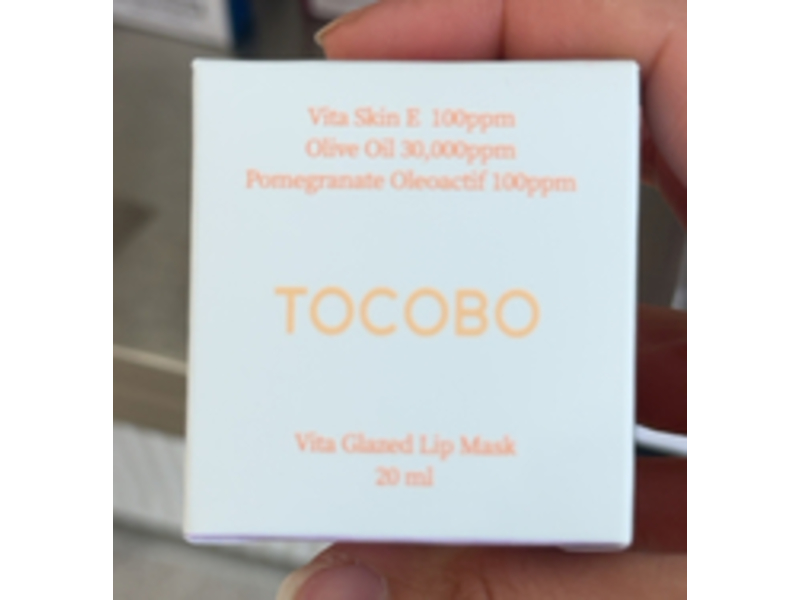 Vita Skin E 100ppm
Olive Oil 30,000ppm
Pomegranate Oleoactif 100ppm
TOCOBO
Vita Glazed Lip Mask
20 ml